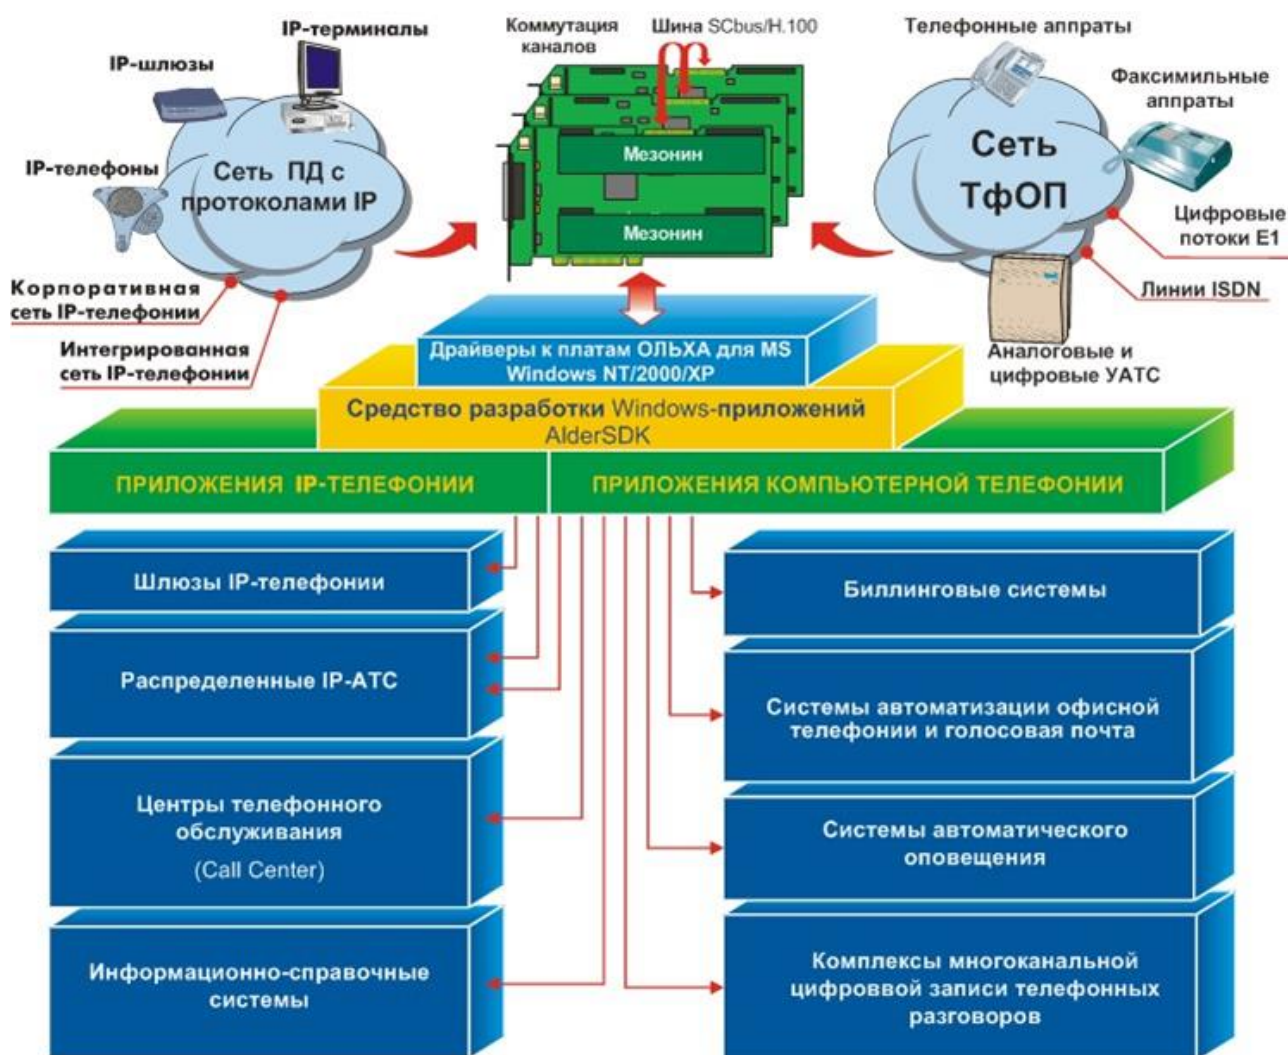 IP-терминалы
IP-шлюзы
IP-телефоны
Сеть ПД с
протоколами IP
Корпоративная
сеть IP-телефонии
Интегрированная
сеть IP-телефонии
Коммутация
каналов
Шина SCbus/H.100
Мезонин
Мезонин
Телефонные аппраты
Факсимильные
аппраты
Сеть
ТфОП
Цифровые
потоки E1
Линии ISDN
Аналоговые и
цифровые УАТС
Драйверы к платам ОЛЬХА для MS
Windows NT/2000/XP
Средство разработки Windows-приложений
AlderSDK
ПРИЛОЖЕНИЯ IP-ТЕЛЕФОНИИ
ПРИЛОЖЕНИЯ КОМПЬЮТЕРНОЙ ТЕЛЕФОНИИ
Шлюзы IP-телефонии
Распределенные IP-АТС
Центры телефонного
обслуживания
(Call Center)
Информационно-справочные
системы
Биллинговые системы
Системы автоматизации офисной
телефонии и голосовая почта
Системы автоматического
оповещения
Комплексы многоканальной
цифроввой записи телефонных
разговоров